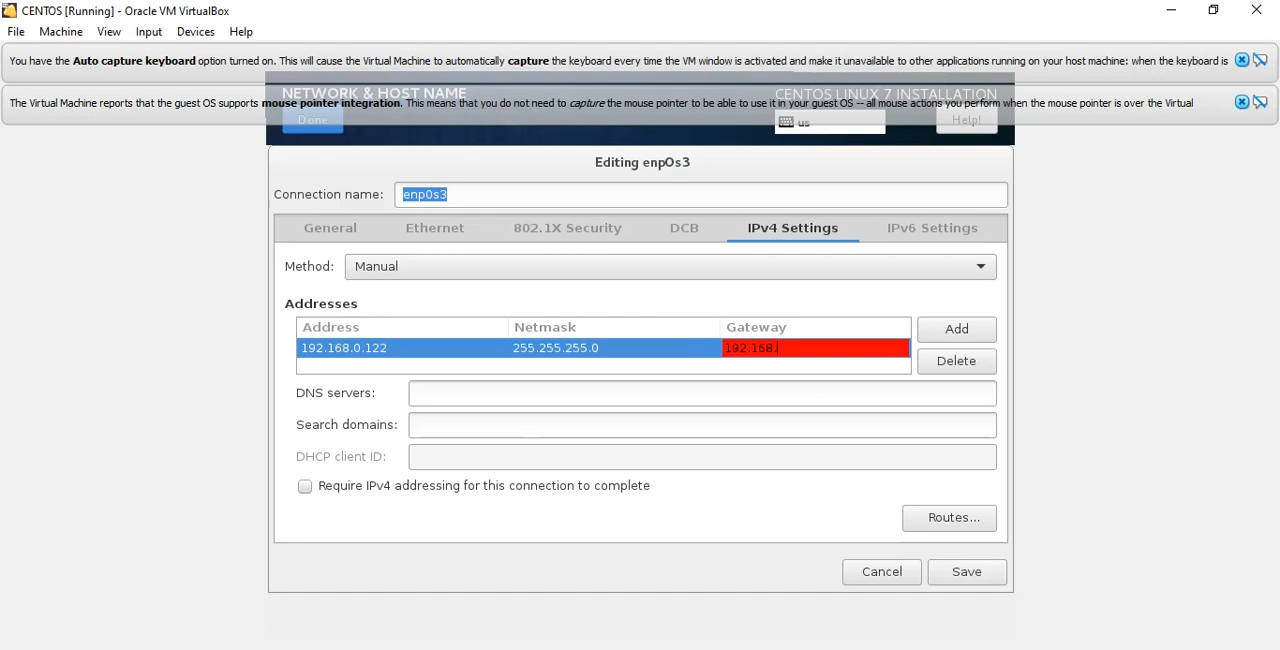 CENTOS [Running] - Oracle VM VirtualBox
File Machine View Input Devices Help
You have the Auto capture keyboard option turned on. This will cause the Virtual Machine to automatically capture the keyboard every time the VM window is activated and make it unavailable to other applications running on your host machine: when the keyboard is
NETWORK & HOST NAME
CENTOS LINUX 7 INSTALLATION
The Virtual Machine reports that the guest OS supports mouse pointer integration. This means that you do not need to capture the mouse pointer to be able to use it in your guest OS -- all mouse actions you perform when the mouse pointer is over the Virtual
Done
us
Help!
Editing enp0s3
Connection name: enp0s3
General Ethernet 802.1X Security DCB IPv4 Settings IPv6 Settings
Method: Manual
Addresses
Address Netmask Gateway Add
192.168.0.122 255.255.255.0 192.168.
Delete
DNS servers:
Search domains:
DHCP client ID:
Require IPv4 addressing for this connection to complete
Routes...
Cancel Save